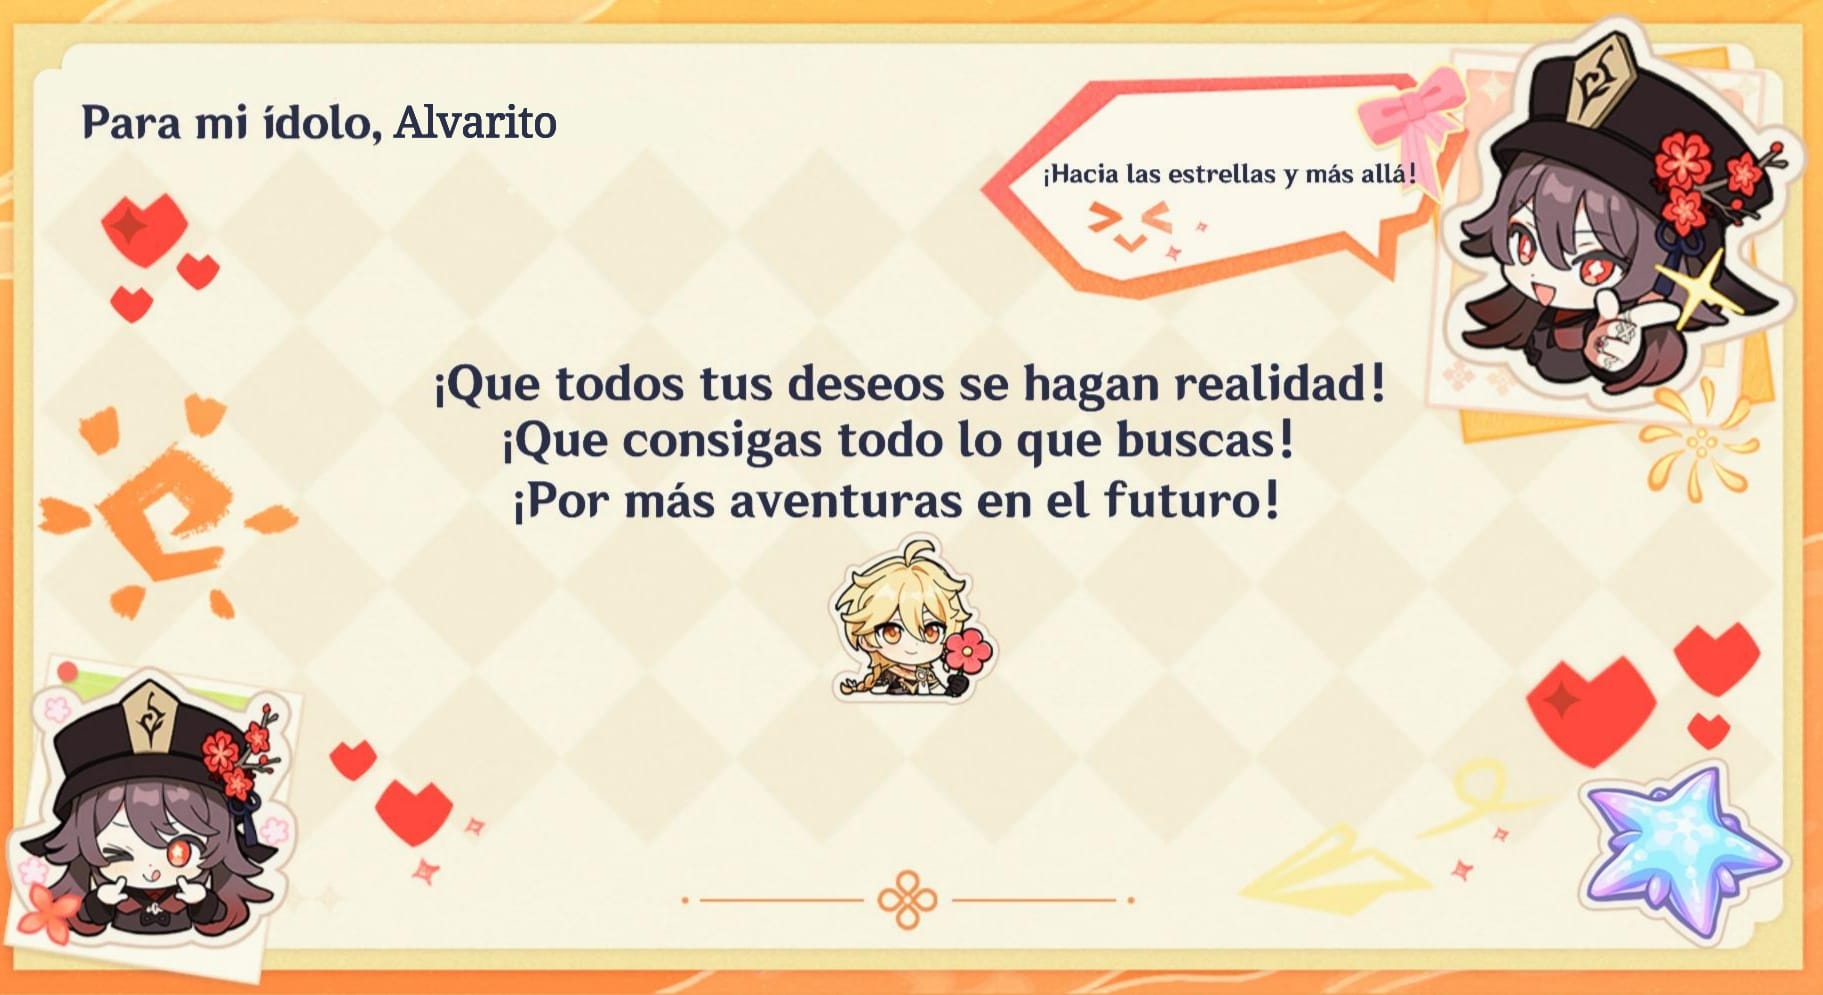 Para mi ídolo, Alvarito
¡Hacia las estrellas y más allá!
¡Que todos tus deseos se hagan realidad!
¡Que consigas todo lo que buscas!
¡Por más aventuras en el futuro!